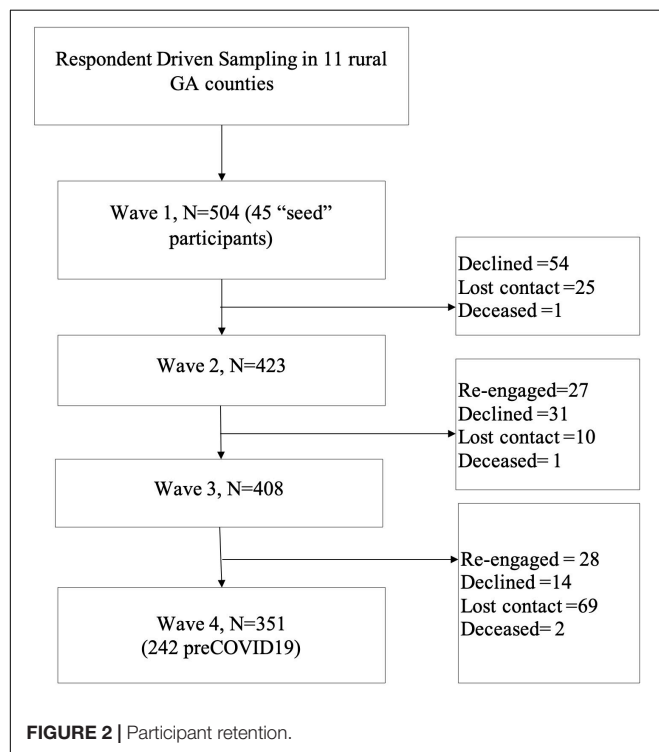 Respondent Driven Sampling in 11 rural
GA counties
Wave 1, N=504 (45 “seed”
participants)
Declined =54
Lost contact =25
Deceased =1
Wave 2, N=423
Re-engaged=27
Declined =31
Lost contact =10
Deceased= 1
Wave 3, N=408
Re-engaged = 28
Declined =14
Lost contact =69
Deceased= 2
Wave 4, N=351
(242 preCOVID19)
FIGURE 2 | Participant retention.